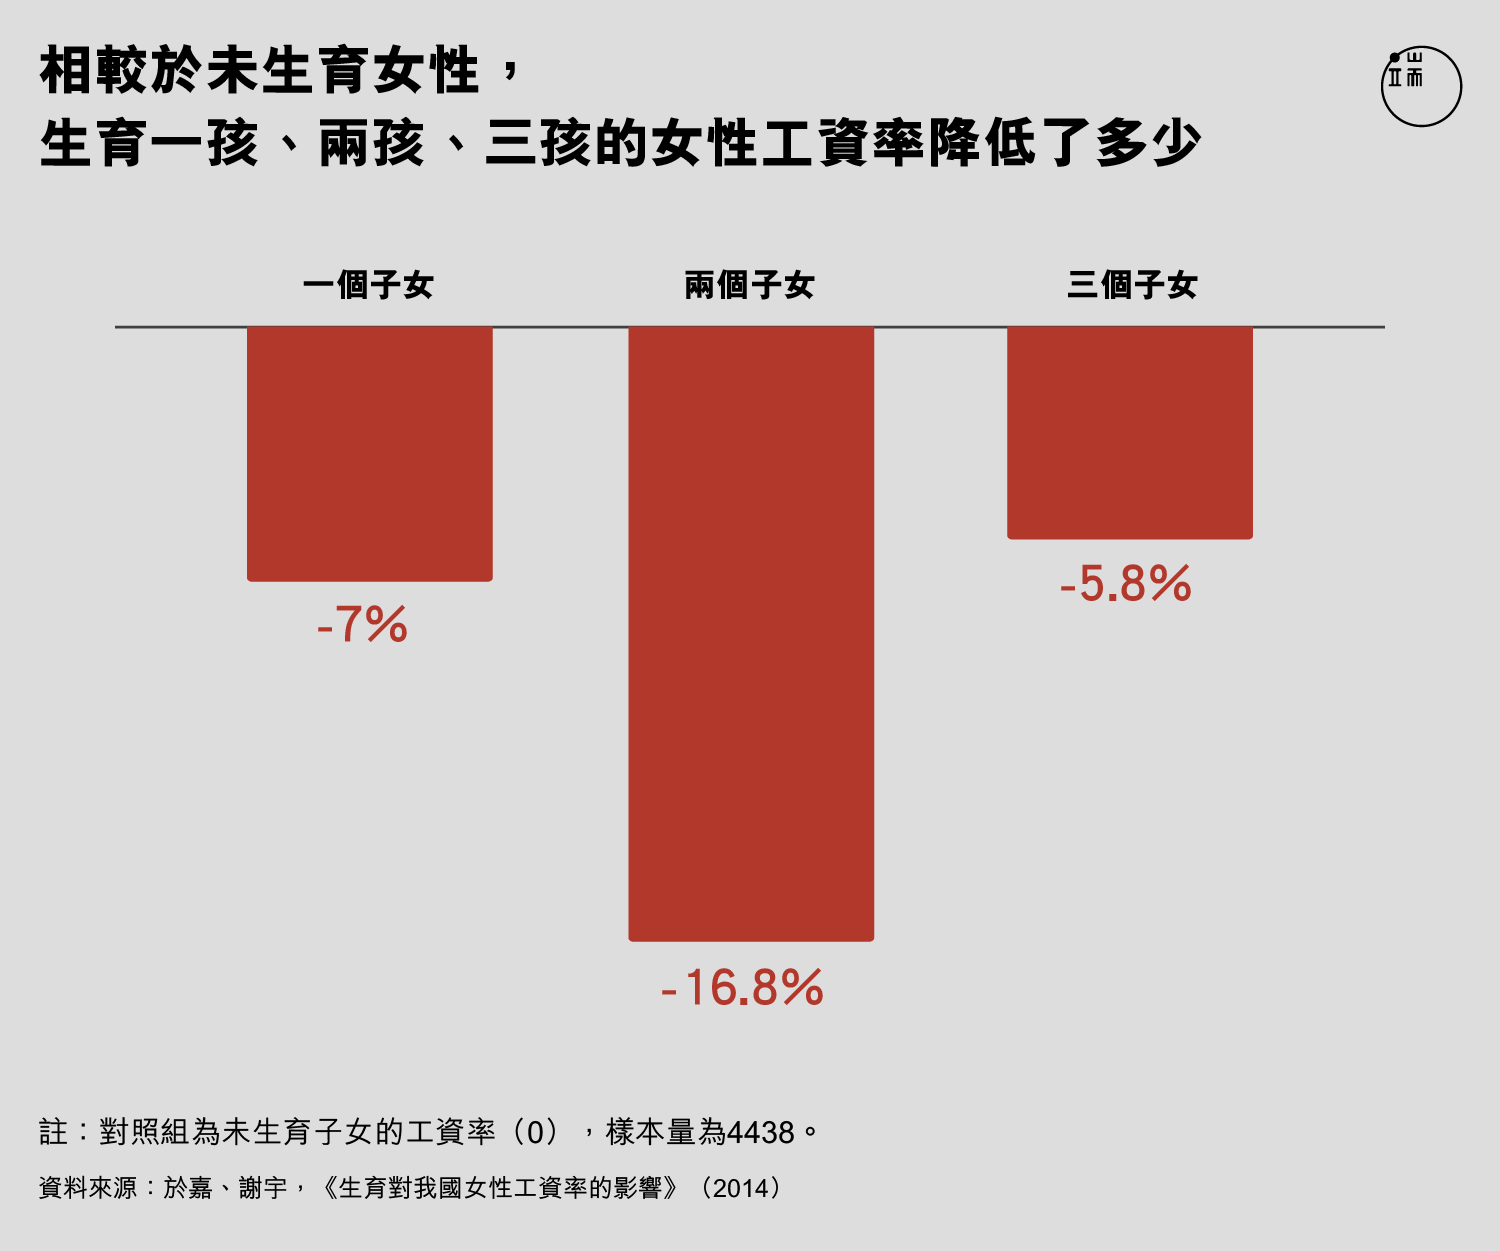 相較於未生育女性，
生育一孩、兩孩、三孩的女性工資率降低了多少
端
一個子女
兩個子女
三個子女
-7%
-16.8%
-5.8%
註：對照組為未生育子女的工資率（0），樣本量為4438。
資料來源：於嘉、謝宇，《生育對我國女性工資率的影響》（2014）